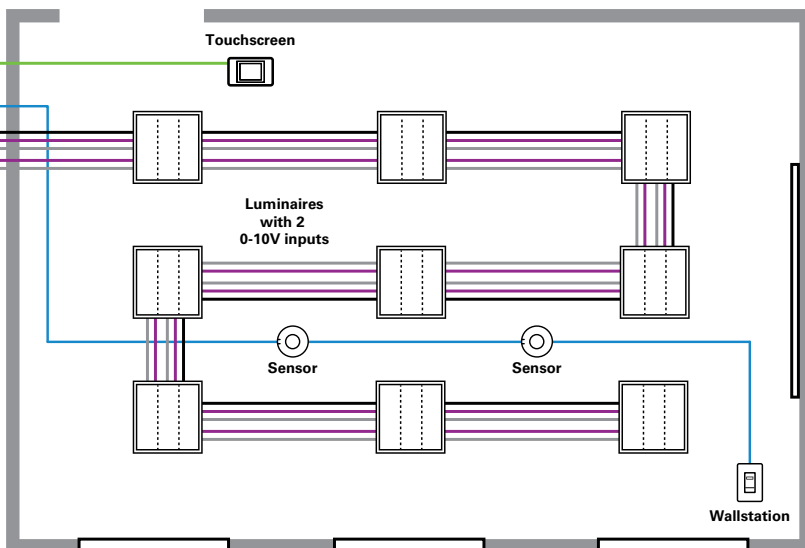 Touchscreen
Luminaires
with 2
0-10V inputs
Sensor
Sensor
Wallstation